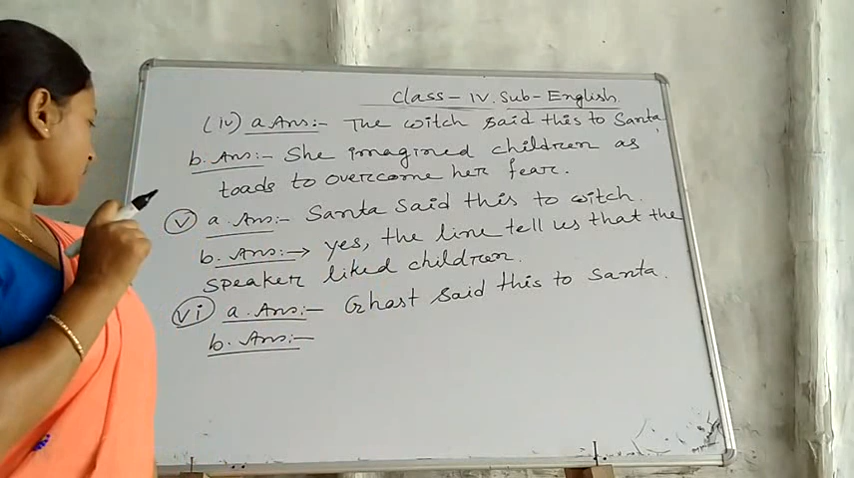 Class - IV. Sub - English.
(iv) a. Ans:- The witch said this to Santa.
b. Ans:- She imagined children as
toads to overcome her fear.
(v) a. Ans:- Santa said this to witch.
b. Ans:- → yes, the line tell us that the
speaker liked children.
(vi) a. Ans:- Ghast said this to Santa.
b. Ans:-